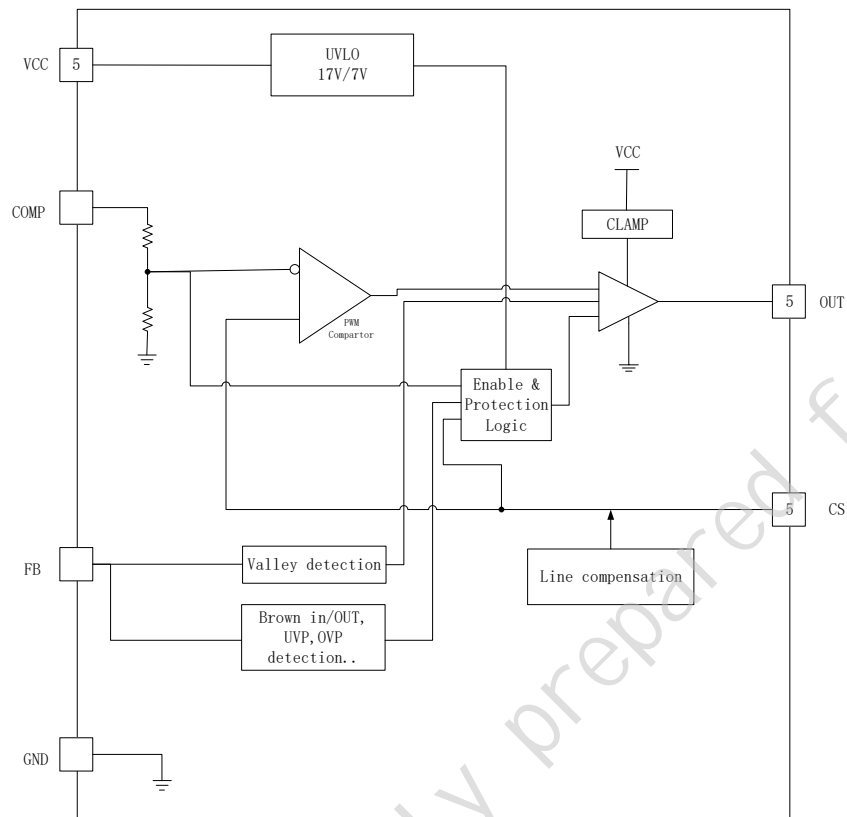 VCC
5
UVLO
17V/7V
VCC
COMP
CLAMP
PWM
Compartor
5
OUT
Enable &
Protection
Logic
5
CS
FB
Valley detection
Line compensation
Brown in/OUT,
UVP,OVP
detection..
GND
y prepared f